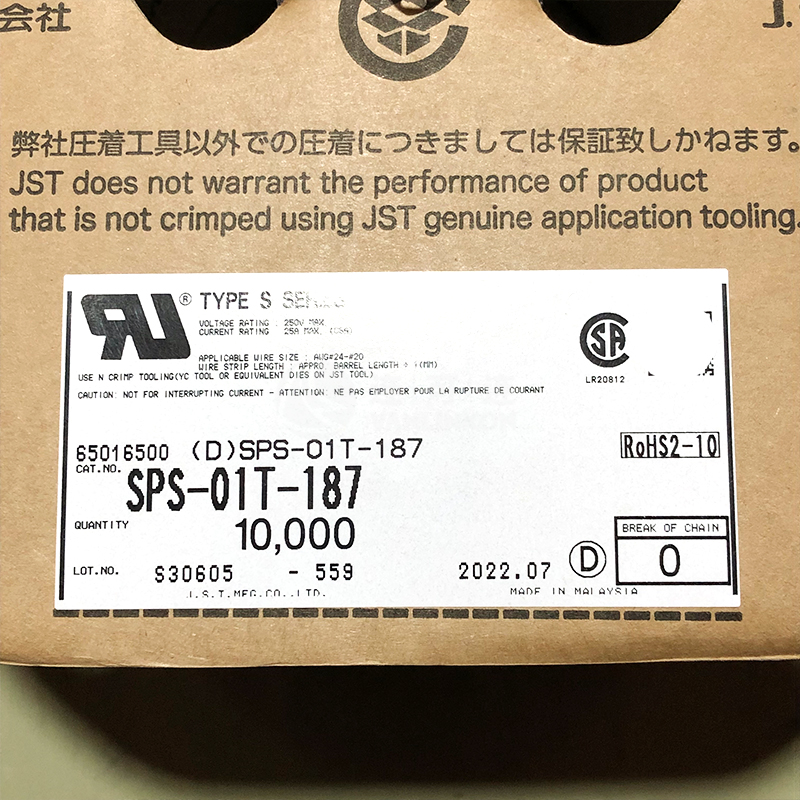 会社
J.
弊社圧着工具以外での圧着につきましては保証致しかねます。
JST does not warrant the performance of product
that is not crimped using JST genuine application tooling.
® TYPE S
VOLTAGE RATING : 250V MAX.
CURRENT RATING : 25A MAX. (USA)
APPLICABLE WIRE SIZE : AWG#24-#20
WIRE STRIP LENGTH : APPRO. BARREL LENGTH + 1(MM)
USE N CRIMP TOOLING(YC TOOL OR EQUIVALENT DIES ON JST TOOL)
CAUTION: NOT FOR INTERRUPTING CURRENT - ATTENTION: NE PAS EMPLOYER POUR LA RUPTURE DE COURANT
SA
LR20812
65016500 (D)SPS-01T-187
RoHS2-10
CAT.NO. SPS-01T-187
QUANTITY 10,000
BREAK OF CHAIN
0
LOT.NO. S30605 - 559 2022.07 D
J.S.T.MFG.CO.,LTD. MADE IN MALAYSIA